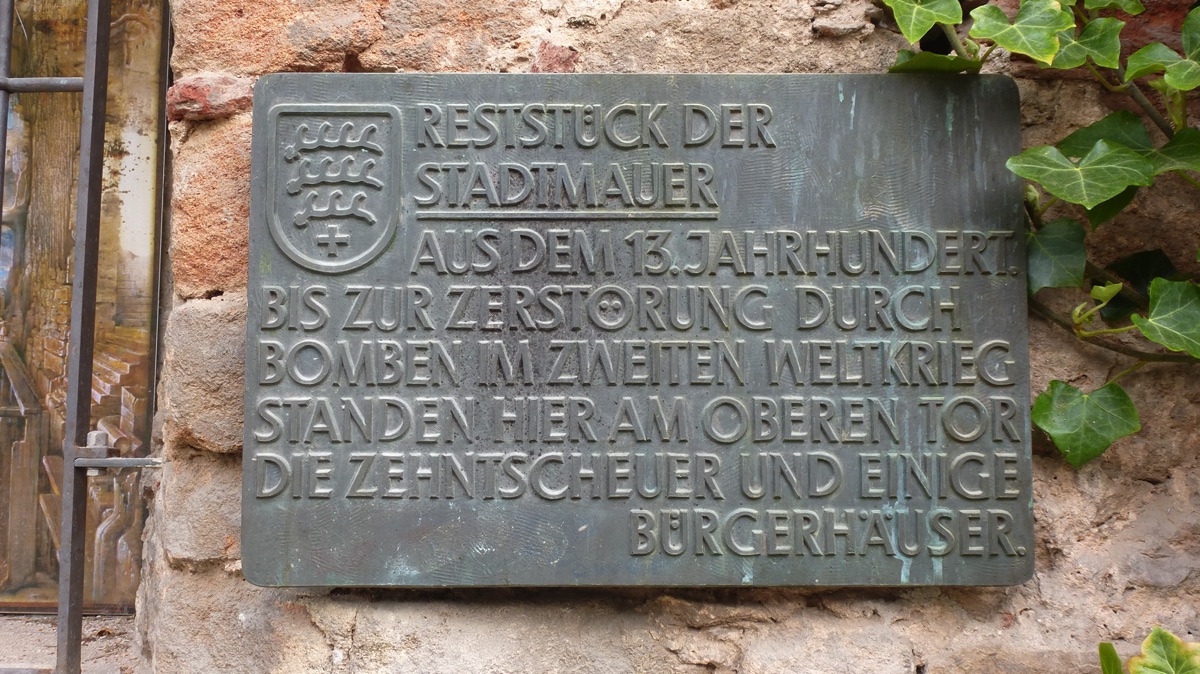 RESTSTÜCK DER
STADTMAUER
AUS DEM 13. JAHRHUNDERT.
BIS ZUR ZERSTÖRUNG DURCH
BOMBEN IM ZWEITEN WELTKRIEG
STANDEN HIER AM OBEREN TOR
DIE ZEHNTSCHEUER UND EINIGE
BÜRGERHÄUSER.